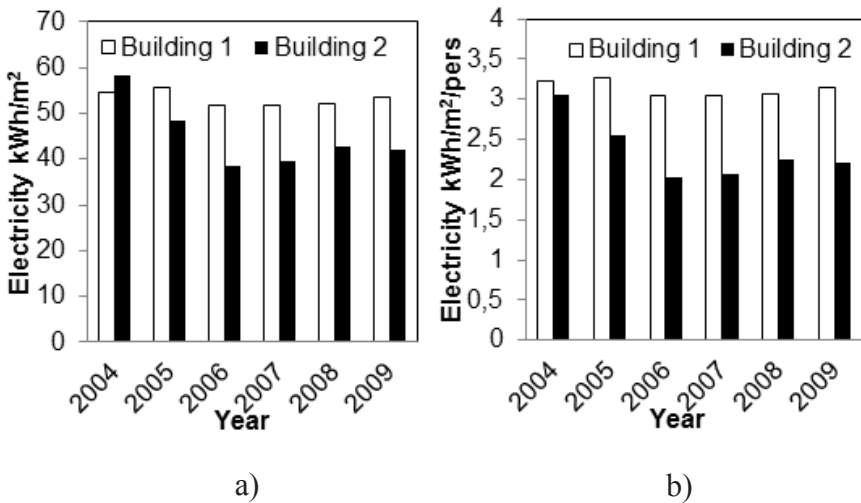 70
60
50
40
30
20
10
0
Electricity kWh/m²
Building 1 Building 2
2004 2005 2006 2007 2008 2009
Year
a)
4
3,5
3
2,5
2
1,5
1
0,5
0
Electricity kWh/m²/pers
Building 1 Building 2
2004 2005 2006 2007 2008 2009
Year
b)